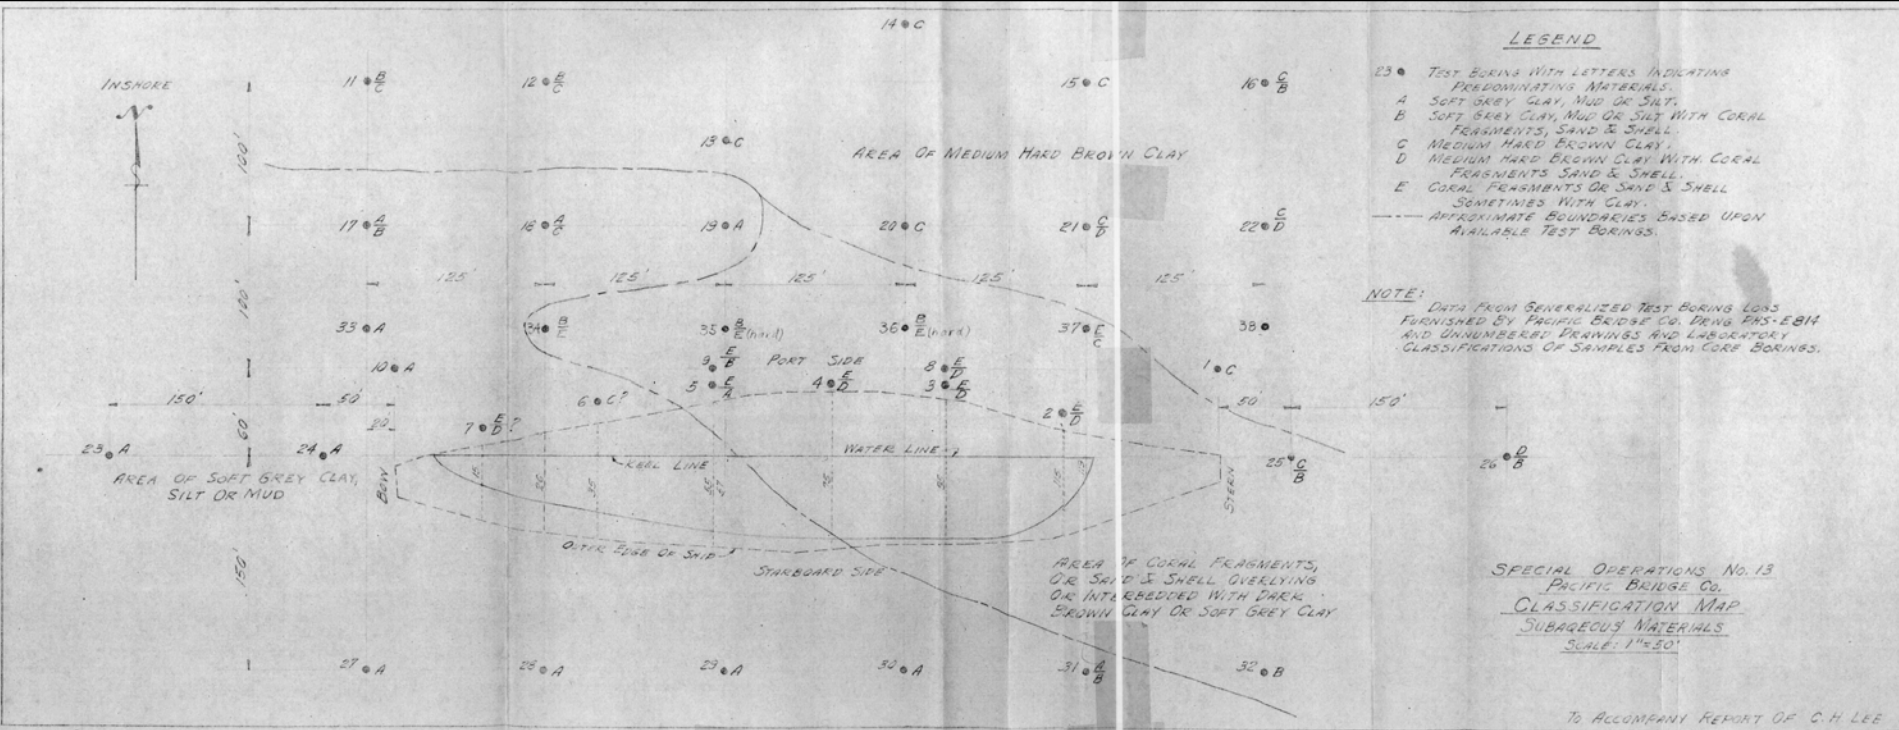 14 C
LEGEND
INSHORE
N
11 B/C
12 B/C
15 C
16 C/B
23 TEST BORING WITH LETTERS INDICATING
PREDOMINATING MATERIALS.
A SOFT GREY CLAY, MUD OR SILT.
B SOFT GREY CLAY, MUD OR SILT WITH CORAL
FRAGMENTS, SAND & SHELL.
C MEDIUM HARD BROWN CLAY.
D MEDIUM HARD BROWN CLAY WITH CORAL
FRAGMENTS SAND & SHELL.
E CORAL FRAGMENTS OR SAND & SHELL
SOMETIMES WITH CLAY.
APPROXIMATE BOUNDARIES BASED UPON
AVAILABLE TEST BORINGS.
100'
13 C
AREA OF MEDIUM HARD BROWN CLAY
17 A/B
18 A/C
19 A
20 C
21 C/D
22 C/D
125'
125'
125'
125'
125'
100'
NOTE:
DATA FROM GENERALIZED TEST BORING LOGS
FURNISHED BY PACIFIC BRIDGE CO. DRWG. PHS-E814
AND UNNUMBERED DRAWINGS AND LABORATORY
CLASSIFICATIONS OF SAMPLES FROM CORE BORINGS.
33 A
34 B/E
35 B/E (hard)
36 B/E (hard)
37 E/C
38
10 A
9 E/B
PORT SIDE
8 E/D
1 C
5 E/A
4 E/D
3 E/D
150'
50'
6 C?
2 E/D
50'
150'
20'
60'
7 E/D?
23 A
24 A
KEEL LINE
WATER LINE
25 C/B
26 D/B
AREA OF SOFT GREY CLAY,
SILT OR MUD
BOW
15
35
STERN
OUTER EDGE OF SHIP
STARBOARD SIDE
150'
AREA OF CORAL FRAGMENTS,
OR SAND & SHELL OVERLYING
OR INTERBEDDED WITH DARK
BROWN CLAY OR SOFT GREY CLAY
SPECIAL OPERATIONS No. 13
PACIFIC BRIDGE CO.
CLASSIFICATION MAP
SUBAQEOUS MATERIALS
SCALE: 1"=50'
27 A
28 A
29 A
30 A
31 A/B
32 B
TO ACCOMPANY REPORT OF C. H. LEE